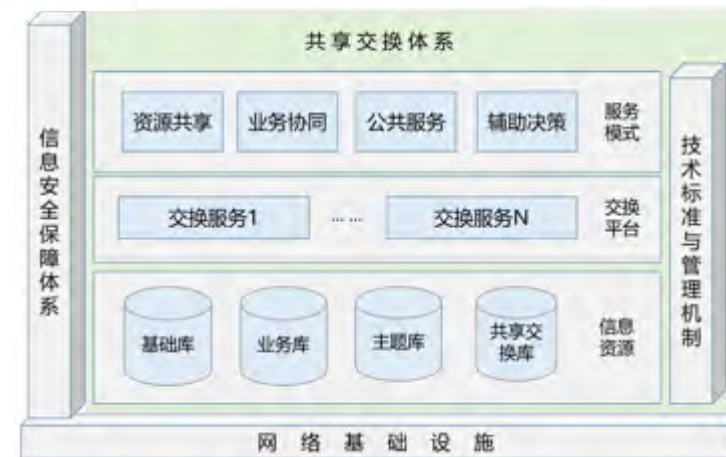 共享交换体系
信息安全保障体系
资源共享
业务协同
公共服务
辅助决策
服务
模式
交换服务1
……
交换服务N
交换
平台
基础库
业务库
主题库
共享交
换库
信息
资源
技术标准与管理机制
网络基础设施